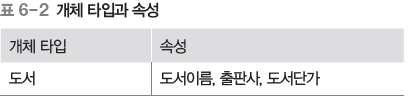 표 6-2 개체 타입과 속성
개체 타입 속성
도서 도서이름, 출판사, 도서단가